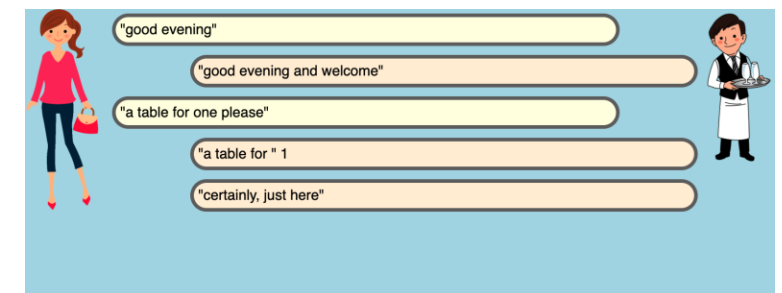 "good evening"
"good evening and welcome"
"a table for one please"
"a table for " 1
"certainly, just here"